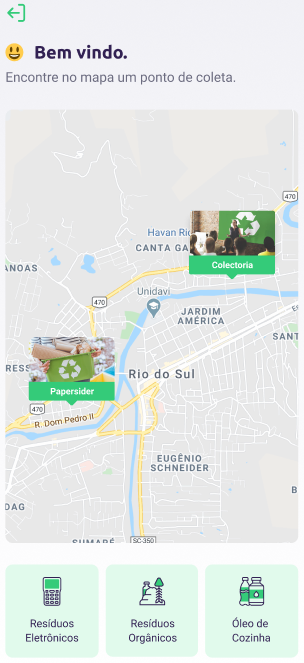 Bem vindo.
Encontre no mapa um ponto de coleta.
470
Havan Rio
CANTA GA
Colectoria
ANOAS
Unidavi
470
JARDIM
AMÉRICA
SANT
RESS
Papersider
Rio do Sul
470
R. Dom Pedro II
EUGÊNIO
SCHNEIDER
B
DAG
SUMARÉ
SC-350
Resíduos
Eletrônicos
Resíduos
Orgânicos
Óleo de
Cozinha